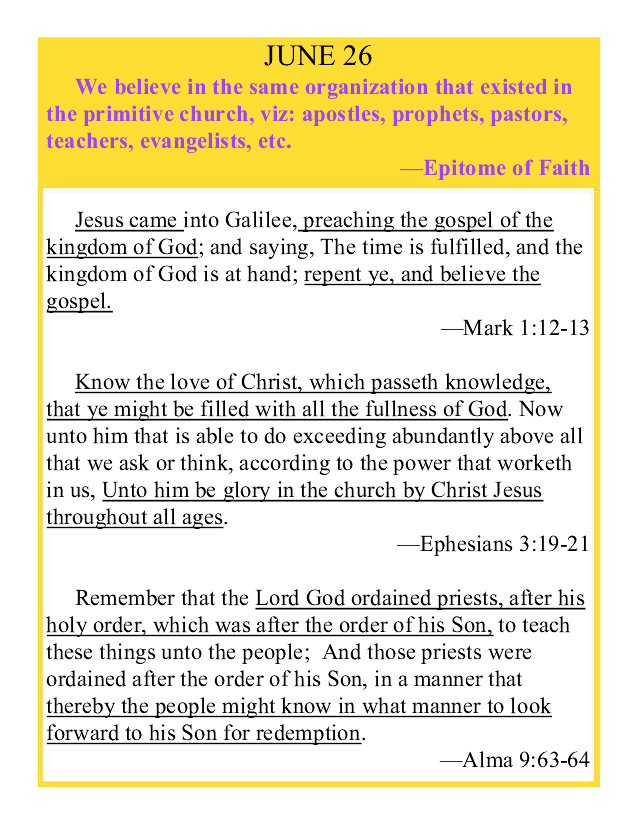 JUNE 26
We believe in the same organization that existed in
the primitive church, viz: apostles, prophets, pastors,
teachers, evangelists, etc.
—Epitome of Faith
Jesus came into Galilee, preaching the gospel of the
kingdom of God; and saying, The time is fulfilled, and the
kingdom of God is at hand; repent ye, and believe the
gospel.
—Mark 1:12-13
Know the love of Christ, which passeth knowledge,
that ye might be filled with all the fullness of God. Now
unto him that is able to do exceeding abundantly above all
that we ask or think, according to the power that worketh
in us, Unto him be glory in the church by Christ Jesus
throughout all ages.
—Ephesians 3:19-21
Remember that the Lord God ordained priests, after his
holy order, which was after the order of his Son, to teach
these things unto the people;  And those priests were
ordained after the order of his Son, in a manner that
thereby the people might know in what manner to look
forward to his Son for redemption.
—Alma 9:63-64